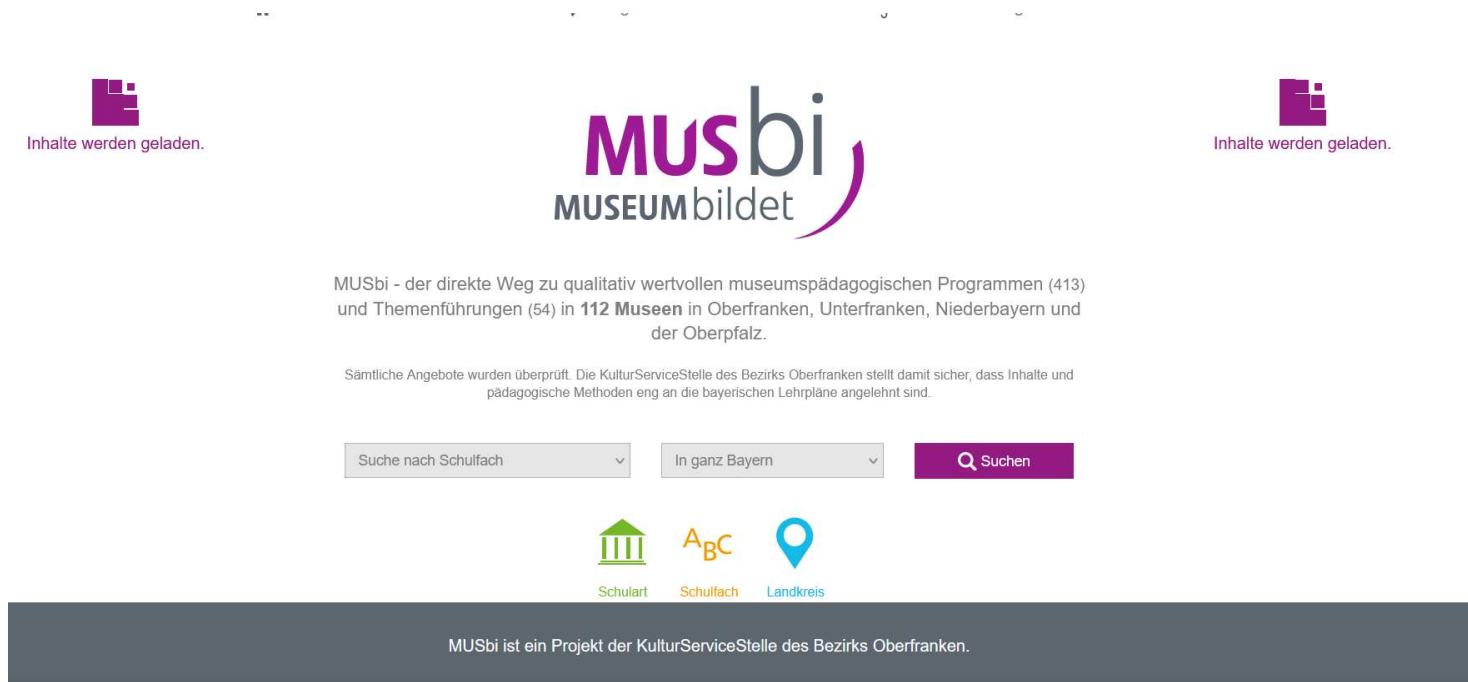 Inhalte werden geladen.
MUSbi
MUSEUMbildet
Inhalte werden geladen.
MUSbi - der direkte Weg zu qualitativ wertvollen museumspädagogischen Programmen (413)
und Themenführungen (54) in 112 Museen in Oberfranken, Unterfranken, Niederbayern und
der Oberpfalz.
Sämtliche Angebote wurden überprüft. Die KulturServiceStelle des Bezirks Oberfranken stellt damit sicher, dass Inhalte und
pädagogische Methoden eng an die bayerischen Lehrpläne angelehnt sind.
Suche nach Schulfach
In ganz Bayern
Suchen
ABC
Schulart
Schulfach
Landkreis
MUSbi ist ein Projekt der KulturServiceStelle des Bezirks Oberfranken.